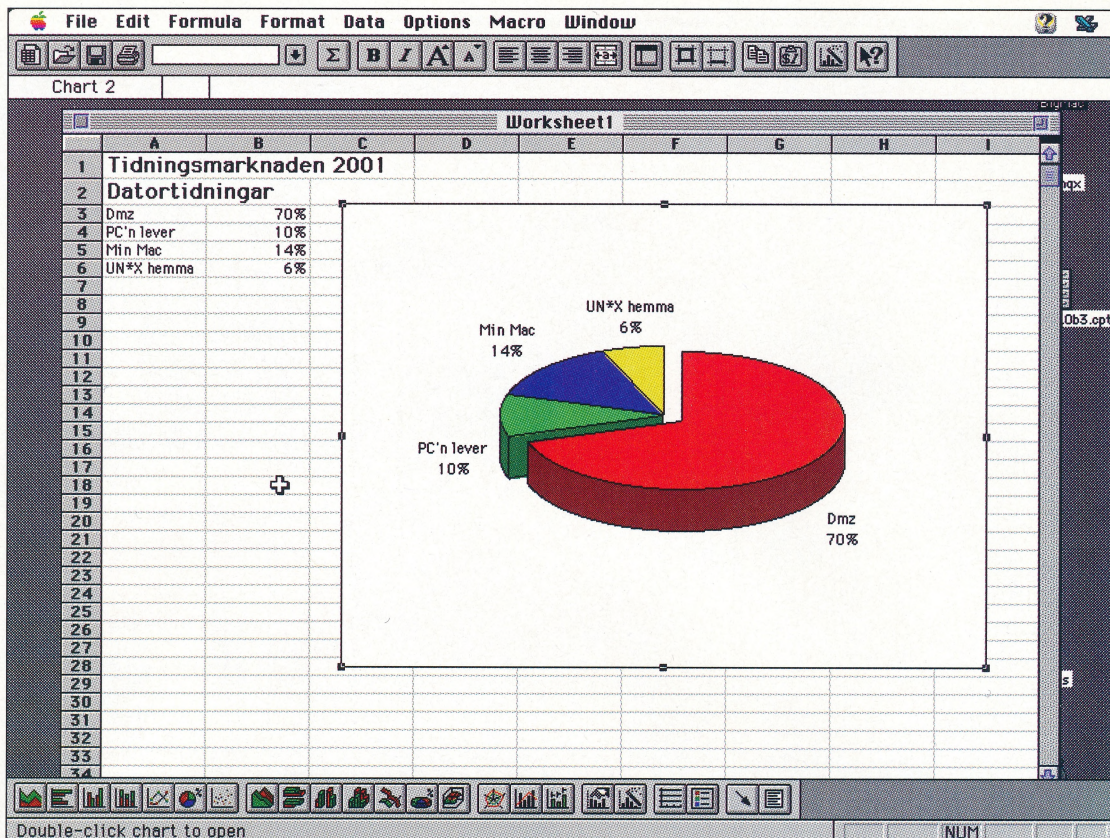 File Edit Formula Format Data Options Macro Window
Σ B I A A
Chart 2
Worksheet1
A B C D E F G H I
1 Tidningsmarknaden 2001
2 Datortidningar
3 Dmz 70%
4 PC'n lever 10%
5 Min Mac 14%
6 UN*X hemma 6%
7
8
9
10
11
12
13
14
15
16
17
18
19
20
21
22
23
24
25
26
27
28
29
30
31
32
33
34
UN*X hemma
6%
Min Mac
14%
PC'n lever
10%
Dmz
70%
.0b3.cpt
s
Double-click chart to open
NUM